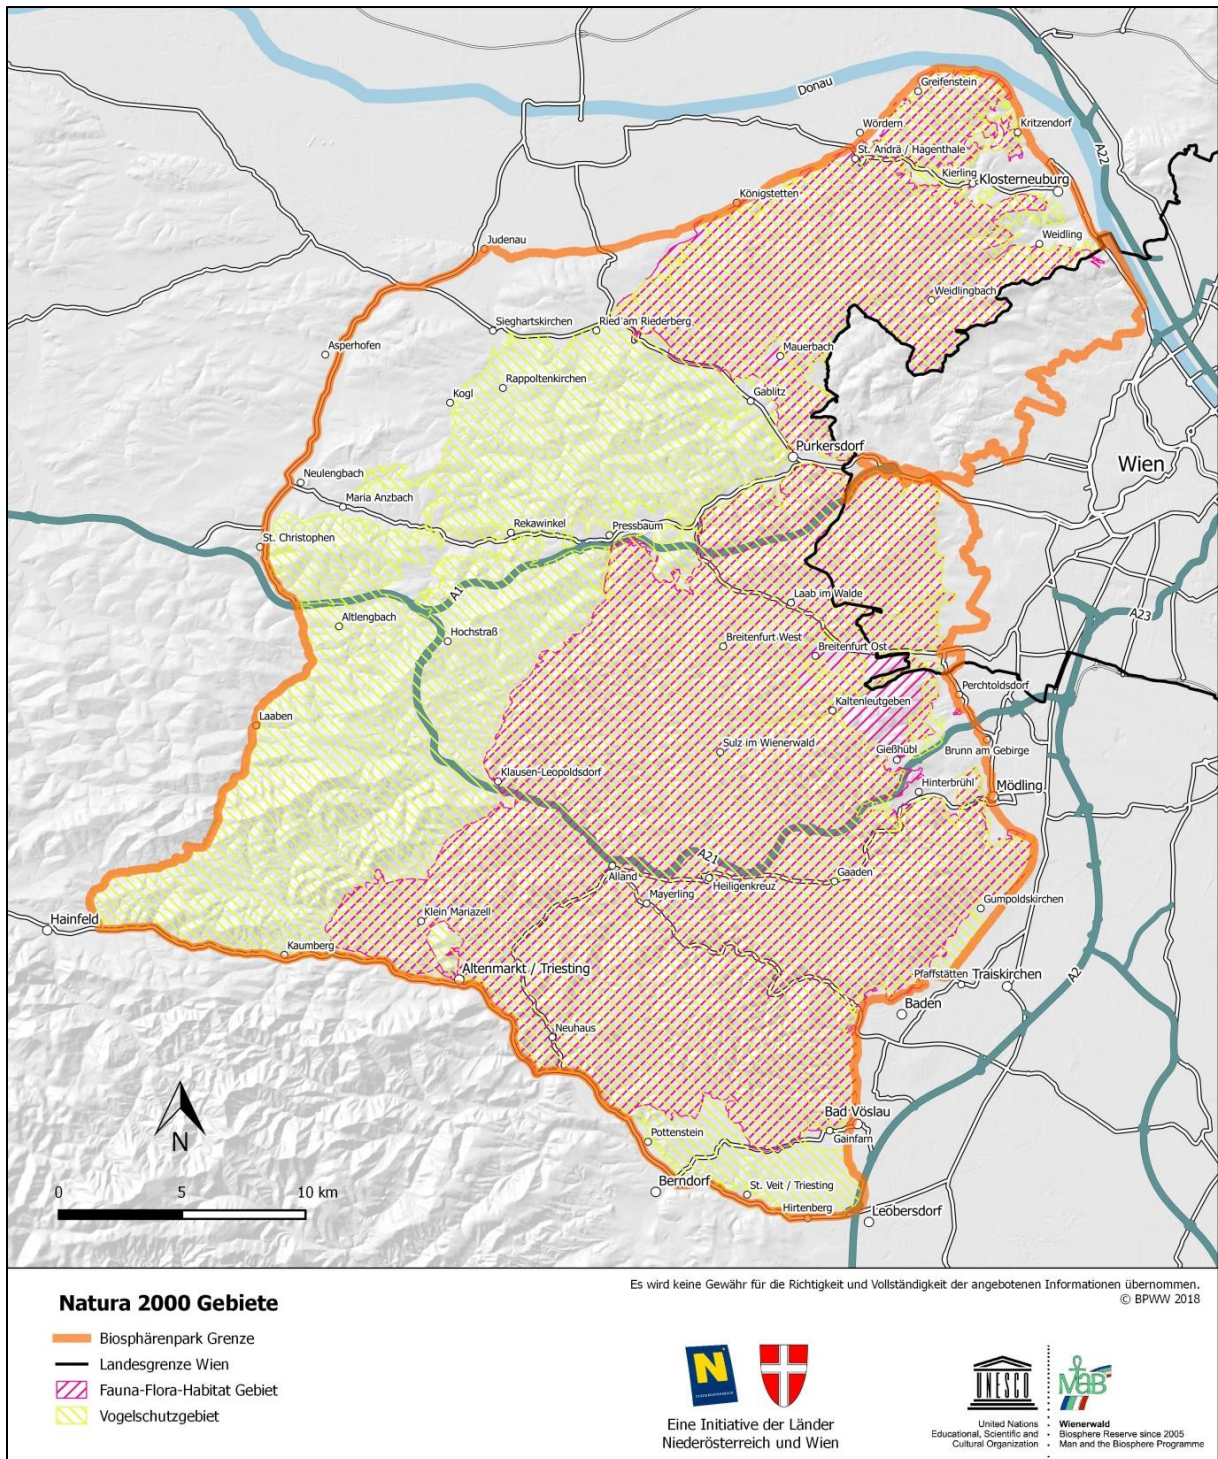 Donau
Greifenstein
A22
Wördern
Kritzendorf
St. Andrä / Hagenthale
Kierling
Klosterneuburg
Königstetten
Weidling
Judenau
Weidlingbach
Sieghartskirchen
Ried am Riederberg
Asperhofen
Mauerbach
Rappoltenkirchen
Kogl
Gablitz
Purkersdorf
Wien
Neulengbach
Maria Anzbach
Rekawinkel
Pressbaum
St. Christophen
A1
Laab im Walde
A23
Altlengbach
Hochstraß
Breitenfurt West
Breitenfurt Ost
Perchtoldsdorf
Kaltenleutgeben
Laaben
Sulz im Wienerwald
Gießhübl
Brunn am Gebirge
Klausen-Leopoldsdorf
Hinterbrühl
Mödling
A21
Alland
Heiligenkreuz
Gaaden
Mayerling
Hainfeld
Klein Mariazell
Gumpoldskirchen
Kaumberg
Altenmarkt / Triesting
Pfaffstätten
Traiskirchen
A2
Baden
Neuhaus
Bad Vöslau
N
Pottenstein
Gainfarn
Berndorf
St. Veit / Triesting
0 5 10 km
Hirtenberg
Leobersdorf
Es wird keine Gewähr für die Richtigkeit und Vollständigkeit der angebotenen Informationen übernommen.
© BPWW 2018
Natura 2000 Gebiete
Biosphärenpark Grenze
Landesgrenze Wien
Fauna-Flora-Habitat Gebiet
Vogelschutzgebiet
N
Eine Initiative der Länder
Niederösterreich und Wien
UNESCO
MaB
United Nations
Educational, Scientific and
Cultural Organization
Wienerwald
Biosphere Reserve since 2005
Man and the Biosphere Programme